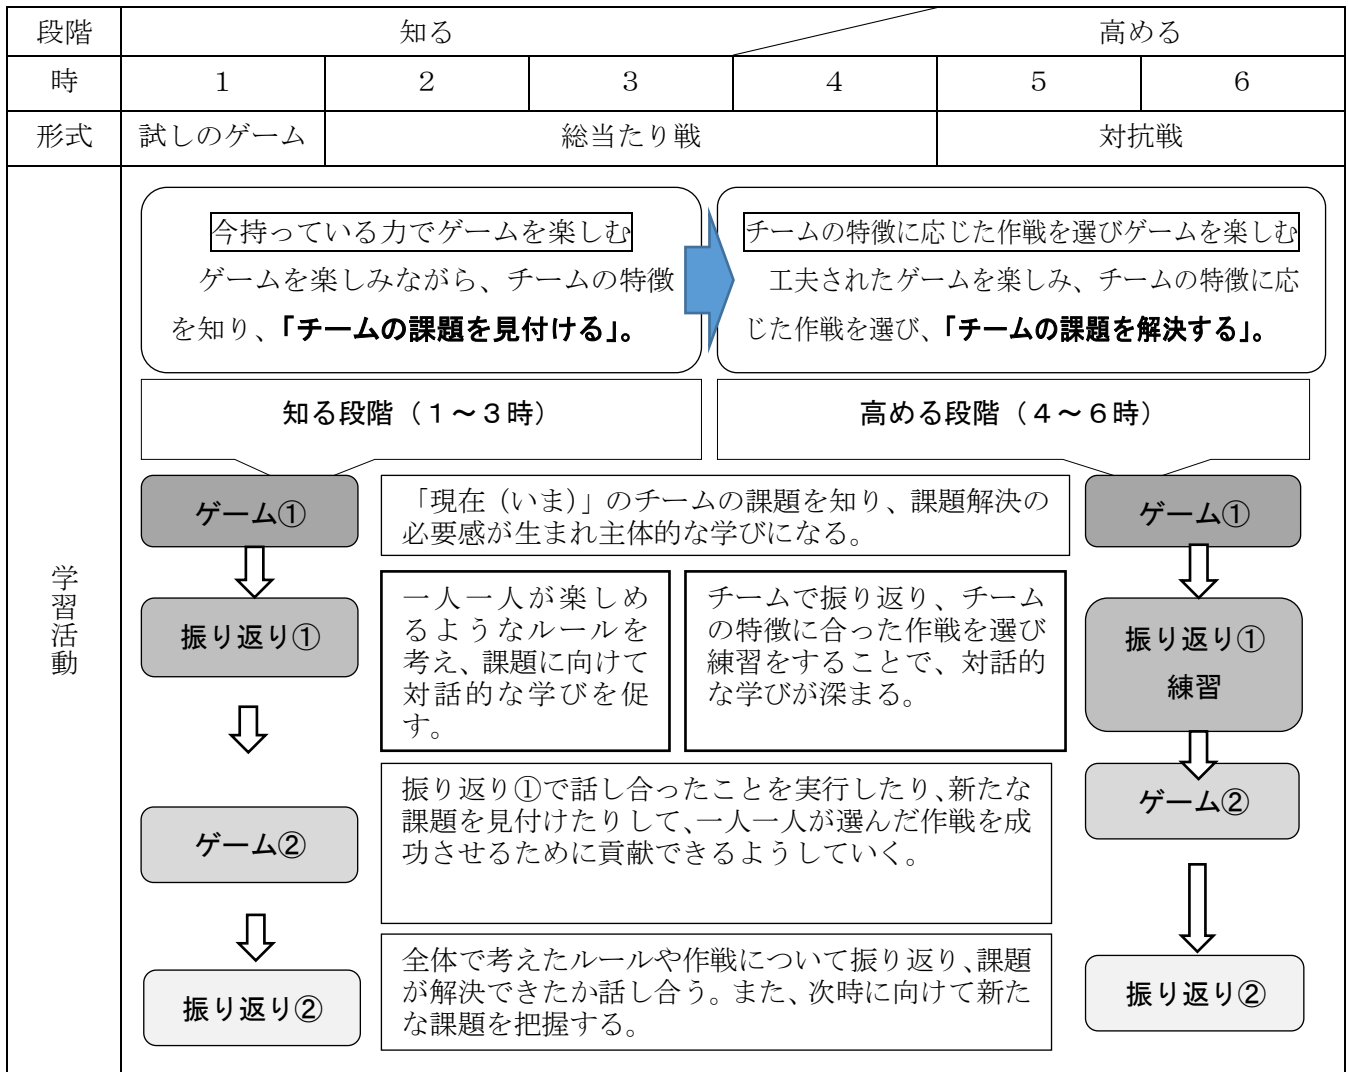 段階 知る 高める
時 1 2 3 4 5 6
形式 試しのゲーム 総当たり戦 対抗戦
学習活動
今持っている力でゲームを楽しむ
ゲームを楽しみながら、チームの特徴
を知り、「チームの課題を見付ける」。
チームの特徴に応じた作戦を選びゲームを楽しむ
工夫されたゲームを楽しみ、チームの特徴に応
じた作戦を選び、「チームの課題を解決する」。
知る段階（1～3時）
高める段階（4～6時）
ゲーム①
「現在（いま）」のチームの課題を知り、課題解決の
必要感が生まれ主体的な学びになる。
ゲーム①
振り返り①
一人一人が楽しめ
るようなルールを
考え、課題に向けて
対話的な学びを促
す。
チームで振り返り、チーム
の特徴に合った作戦を選び
練習をすることで、対話的
な学びが深まる。
振り返り①
練習
ゲーム②
振り返り①で話し合ったことを実行したり、新たな
課題を見付けたりして、一人一人が選んだ作戦を成
功させるために貢献できるようしていく。
ゲーム②
振り返り②
全体で考えたルールや作戦について振り返り、課題
が解決できたか話し合う。また、次時に向けて新た
な課題を把握する。
振り返り②